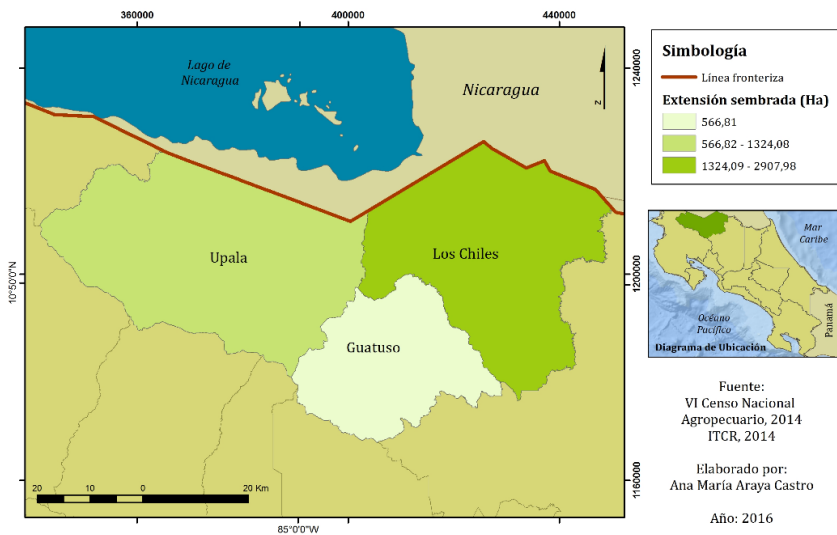 360000
400000
440000
Lago de
Nicaragua
Nicaragua
N
1240000
Upala
Los Chiles
Guatuso
10°50'0"N
1200000
1160000
20
10
0
20 Km
85°0'0"W
Simbología
Línea fronteriza
Extensión sembrada (Ha)
566,81
566,82 - 1324,08
1324,09 - 2907,98
Mar
Caribe
Océano
Pacífico
Panamá
Diagrama de Ubicación
Fuente:
VI Censo Nacional
Agropecuario, 2014
ITCR, 2014
Elaborado por:
Ana María Araya Castro
Año: 2016